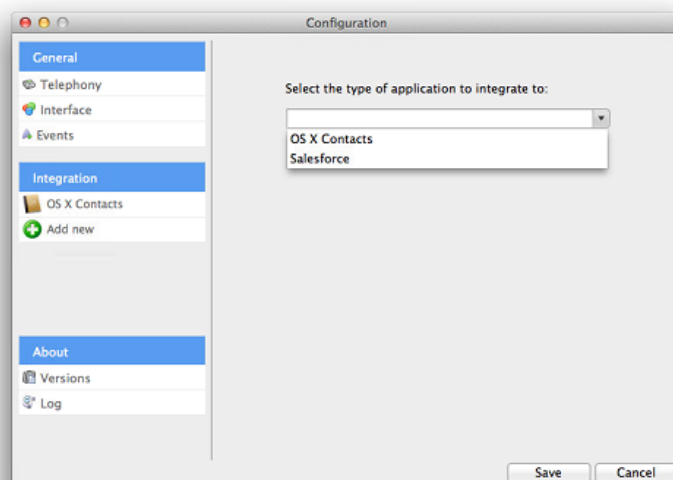 Configuration
General
Telephony
Interface
Events
Integration
OS X Contacts
Add new
About
Versions
Log
Select the type of application to integrate to:
OS X Contacts
Salesforce
Save
Cancel